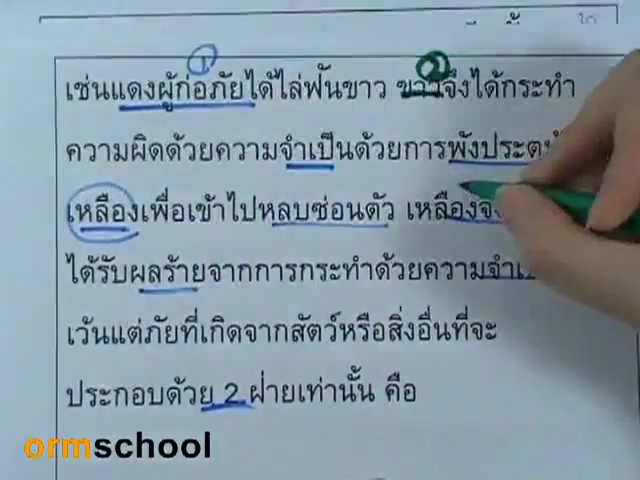 1 2
เช่นแดงผู้ก่อภัยได้ไล่ฟันขาว ขาวจึงได้กระทำ
ความผิดด้วยความจำเป็นด้วยการพังประตู
เหลืองเพื่อเข้าไปหลบซ่อนตัว เหลืองจึง
ได้รับผลร้ายจากการกระทำด้วยความจำเป็น
เว้นแต่ภัยที่เกิดจากสัตว์หรือสิ่งอื่นที่จะ
ประกอบด้วย 2 ฝ่ายเท่านั้น คือ
ormschool